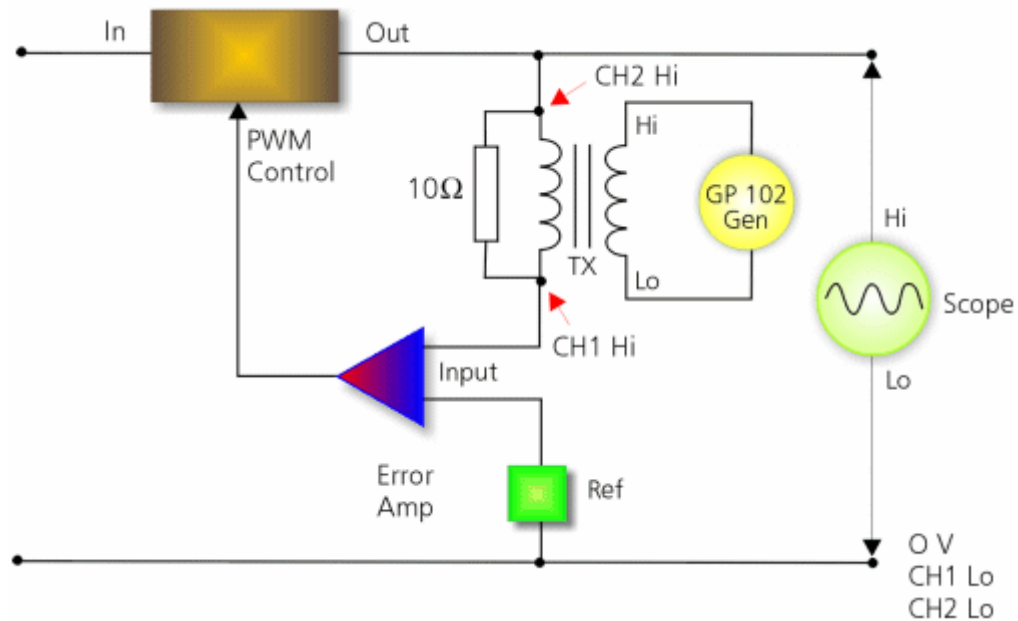 In
Out
CH2 Hi
PWM
Control
Hi
10Ω
GP 102
Gen
Hi
TX
Lo
Scope
CH1 Hi
Input
Lo
Error
Amp
Ref
O V
CH1 Lo
CH2 Lo